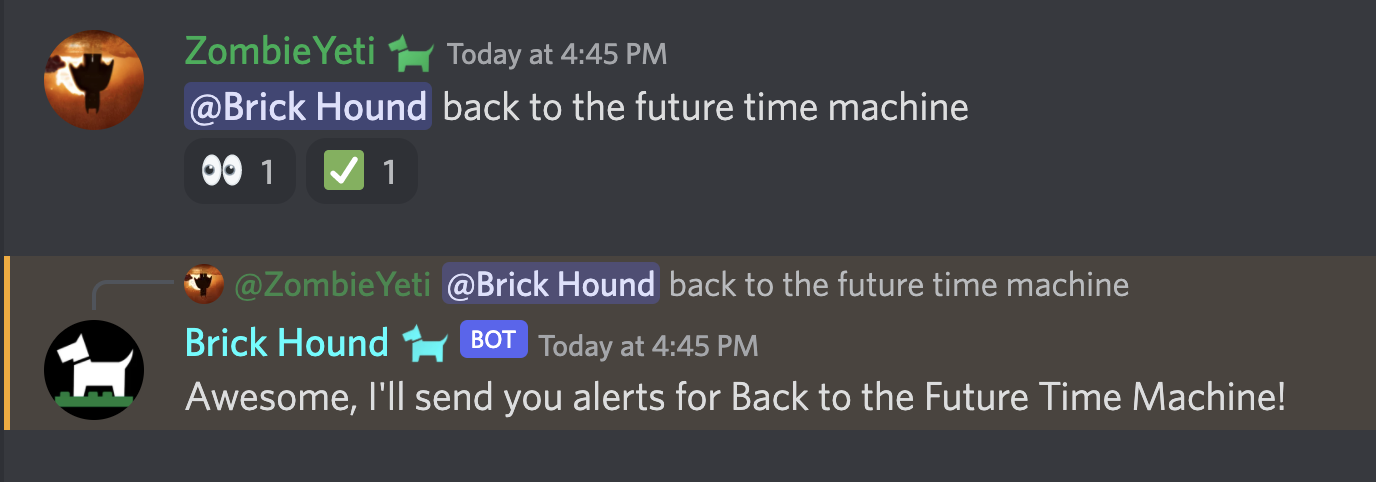 ZombieYeti Today at 4:45 PM
@Brick Hound back to the future time machine
👀 1 ✅ 1
@ZombieYeti @Brick Hound back to the future time machine
Brick Hound BOT Today at 4:45 PM
Awesome, I'll send you alerts for Back to the Future Time Machine!